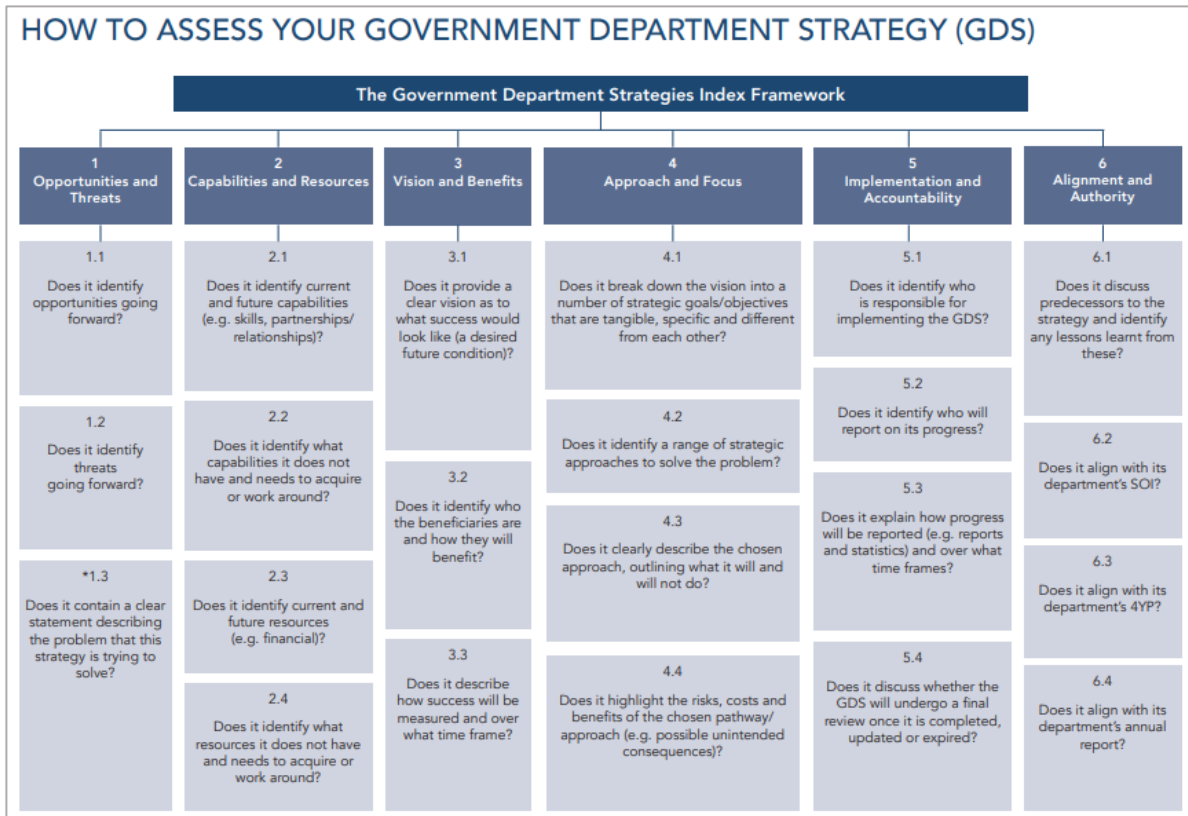 HOW TO ASSESS YOUR GOVERNMENT DEPARTMENT STRATEGY (GDS)
The Government Department Strategies Index Framework
1
Opportunities and
Threats
1.1
Does it identify
opportunities going
forward?
1.2
Does it identify
threats
going forward?
*1.3
Does it contain a clear
statement describing
the problem that this
strategy is trying to
solve?
2
Capabilities and Resources
2.1
Does it identify current
and future capabilities
(e.g. skills, partnerships/
relationships)?
2.2
Does it identify what
capabilities it does not
have and needs to acquire
or work around?
2.3
Does it identify current and
future resources
(e.g. financial)?
2.4
Does it identify what
resources it does not have
and needs to acquire or
work around?
3
Vision and Benefits
3.1
Does it provide a
clear vision as to
what success would
look like (a desired
future condition)?
3.2
Does it identify who
the beneficiaries are
and how they will
benefit?
3.3
Does it describe
how success will be
measured and over
what time frame?
4
Approach and Focus
4.1
Does it break down the vision into a
number of strategic goals/objectives
that are tangible, specific and different
from each other?
4.2
Does it identify a range of strategic
approaches to solve the problem?
4.3
Does it clearly describe the chosen
approach, outlining what it will and
will not do?
4.4
Does it highlight the risks, costs and
benefits of the chosen pathway/
approach (e.g. possible unintended
consequences)?
5
Implementation and
Accountability
5.1
Does it identify who
is responsible for
implementing the GDS?
5.2
Does it identify who will
report on its progress?
5.3
Does it explain how progress
will be reported (e.g. reports
and statistics) and over what
time frames?
5.4
Does it discuss whether the
GDS will undergo a final
review once it is completed,
updated or expired?
6
Alignment and
Authority
6.1
Does it discuss
predecessors to the
strategy and identify
any lessons learnt from
these?
6.2
Does it align with its
department's SOI?
6.3
Does it align with its
department's 4YP?
6.4
Does it align with its
department's annual
report?